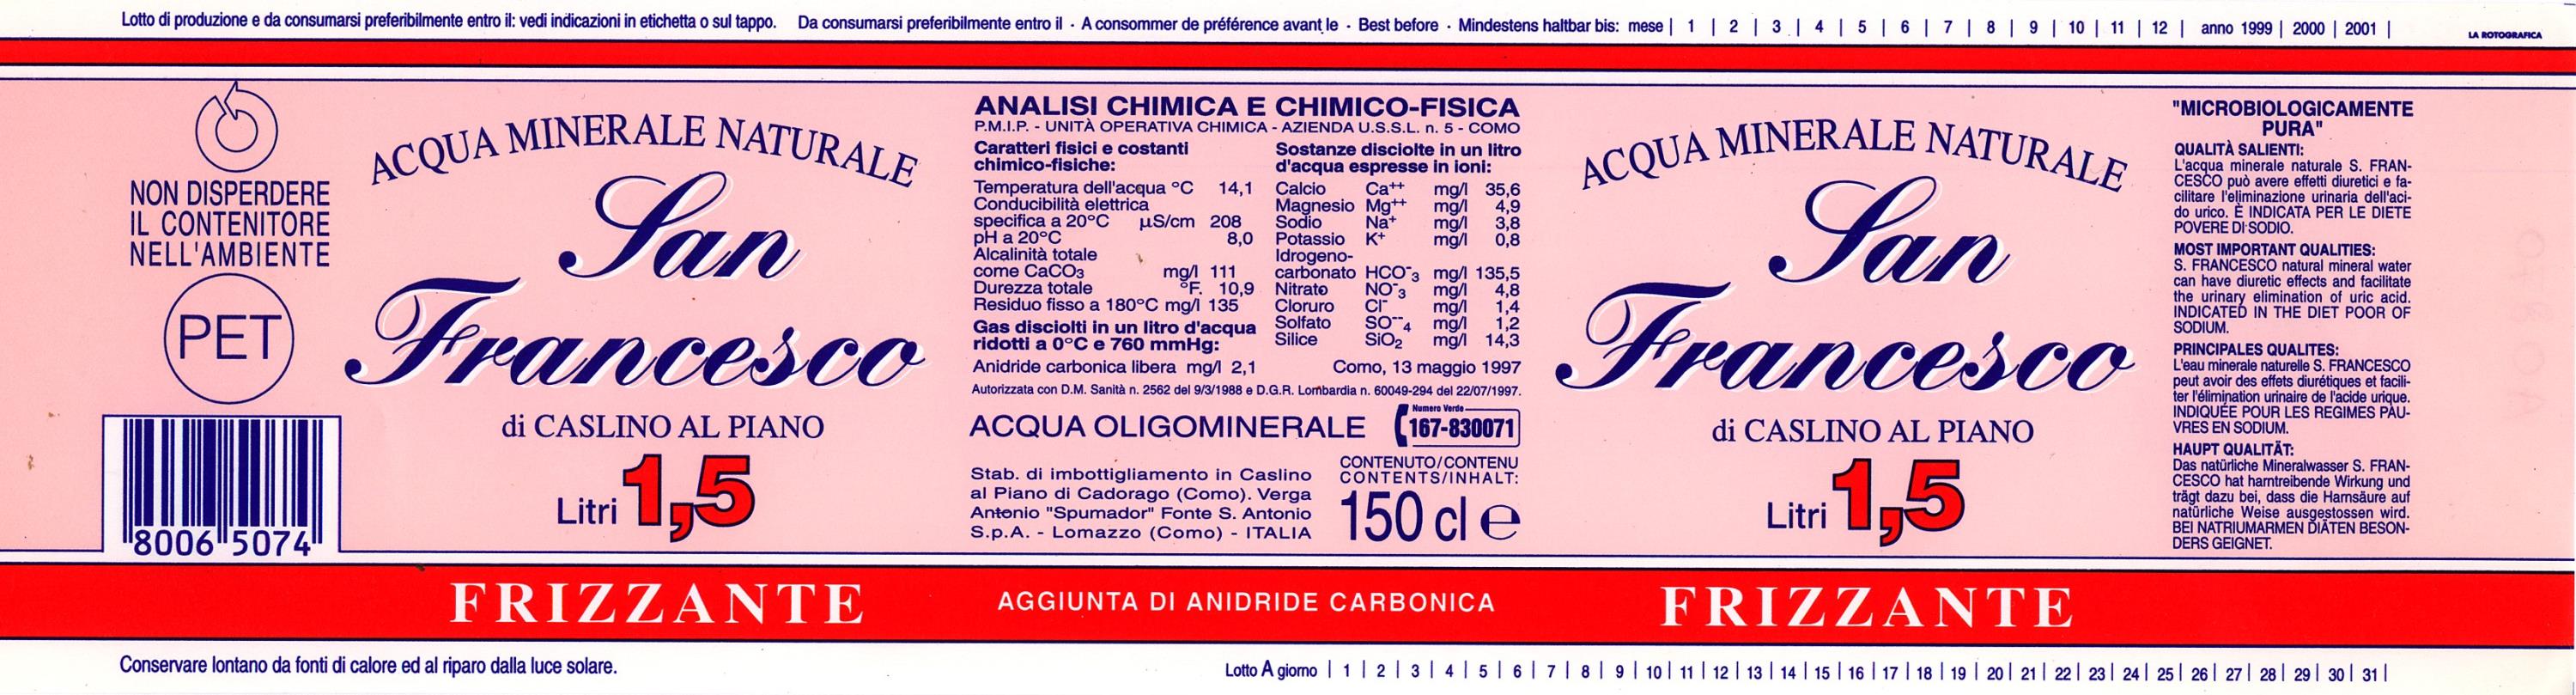 Lotto di produzione e da consumarsi preferibilmente entro il: vedi indicazioni in etichetta o sul tappo. Da consumarsi preferibilmente entro il · A consommer de préférence avant le · Best before · Mindestens haltbar bis: mese | 1 | 2 | 3 | 4 | 5 | 6 | 7 | 8 | 9 | 10 | 11 | 12 | anno 1999 | 2000 | 2001 |
LA ROTOGRAFICA
NON DISPERDERE
IL CONTENITORE
NELL'AMBIENTE
PET
8006 5074
ACQUA MINERALE NATURALE
San
Francesco
di CASLINO AL PIANO
Litri 1,5
ANALISI CHIMICA E CHIMICO-FISICA
P.M.I.P. - UNITÀ OPERATIVA CHIMICA - AZIENDA U.S.S.L. n. 5 - COMO
Caratteri fisici e costanti
chimico-fisiche:
Temperatura dell'acqua °C 14,1
Conducibilità elettrica
specifica a 20°C µS/cm 208
pH a 20°C 8,0
Alcalinità totale
come CaCO3 mg/l 111
Durezza totale °F. 10,9
Residuo fisso a 180°C mg/l 135
Gas disciolti in un litro d'acqua
ridotti a 0°C e 760 mmHg:
Anidride carbonica libera mg/l 2,1
Sostanze disciolte in un litro
d'acqua espresse in ioni:
Calcio Ca++ mg/l 35,6
Magnesio Mg++ mg/l 4,9
Sodio Na+ mg/l 3,8
Potassio K+ mg/l 0,8
Idrogeno-
carbonato HCO-3 mg/l 135,5
Nitrato NO-3 mg/l 4,8
Cloruro Cl- mg/l 1,4
Solfato SO--4 mg/l 1,2
Silice SiO2 mg/l 14,3
Como, 13 maggio 1997
Autorizzata con D.M. Sanità n. 2562 del 9/3/1988 e D.G.R. Lombardia n. 60049-294 del 22/07/1997.
ACQUA OLIGOMINERALE
Numero Verde
167-830071
Stab. di imbottigliamento in Caslino
al Piano di Cadorago (Como). Verga
Antonio "Spumador" Fonte S. Antonio
S.p.A. - Lomazzo (Como) - ITALIA
CONTENUTO/CONTENU
CONTENTS/INHALT:
150 cl e
ACQUA MINERALE NATURALE
San
Francesco
di CASLINO AL PIANO
Litri 1,5
"MICROBIOLOGICAMENTE
PURA"
QUALITÀ SALIENTI:
L'acqua minerale naturale S. FRAN-
CESCO può avere effetti diuretici e fa-
cilitare l'eliminazione urinaria dell'aci-
do urico. È INDICATA PER LE DIETE
POVERE DI SODIO.
MOST IMPORTANT QUALITIES:
S. FRANCESCO natural mineral water
can have diuretic effects and facilitate
the urinary elimination of uric acid.
INDICATED IN THE DIET POOR OF
SODIUM.
PRINCIPALES QUALITES:
L'eau minerale naturelle S. FRANCESCO
peut avoir des effets diurétiques et facili-
ter l'élimination urinaire de l'acide urique.
INDIQUÉE POUR LES REGIMES PAU-
VRES EN SODIUM.
HAUPT QUALITÄT:
Das natürliche Mineralwasser S. FRAN-
CESCO hat harntreibende Wirkung und
trägt dazu bei, dass die Harnsäure auf
natürliche Weise ausgestossen wird.
BEI NATRIUMARMEN DIÄTEN BESON-
DERS GEIGNET.
FRIZZANTE
AGGIUNTA DI ANIDRIDE CARBONICA
FRIZZANTE
Conservare lontano da fonti di calore ed al riparo dalla luce solare.
Lotto A giorno | 1 | 2 | 3 | 4 | 5 | 6 | 7 | 8 | 9 | 10 | 11 | 12 | 13 | 14 | 15 | 16 | 17 | 18 | 19 | 20 | 21 | 22 | 23 | 24 | 25 | 26 | 27 | 28 | 29 | 30 | 31 |